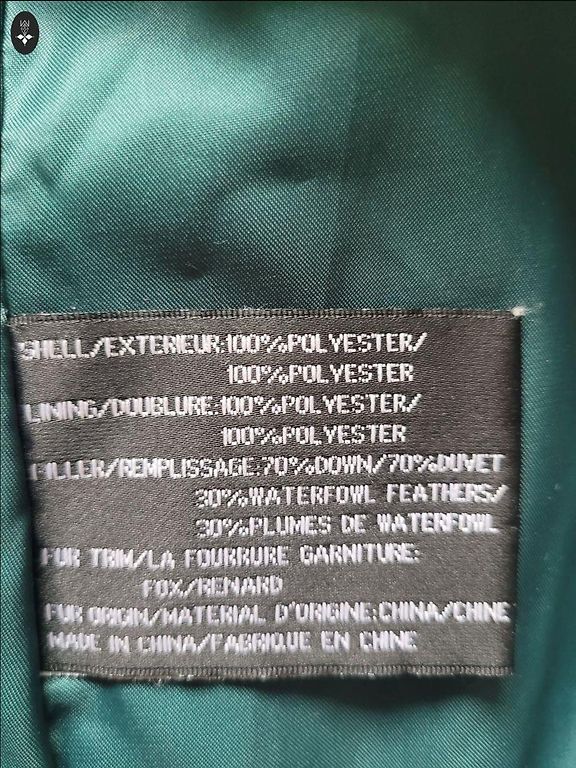 SHELL/EXTERIEUR:100%POLYESTER/
100%POLYESTER
LINING/DOUBLURE:100%POLYESTER/
100%POLYESTER
FILLER/REMPLISSAGE:70%DOWN/70%DUVET
30%WATERFOWL FEATHERS/
30%PLUMES DE WATERFOWL
FUR TRIM/LA FOURRURE GARNITURE:
FOX/RENARD
FUR ORIGIN/MATERIAL D'ORIGINE:CHINA/CHINE
MADE IN CHINA/FABRIQUE EN CHINE